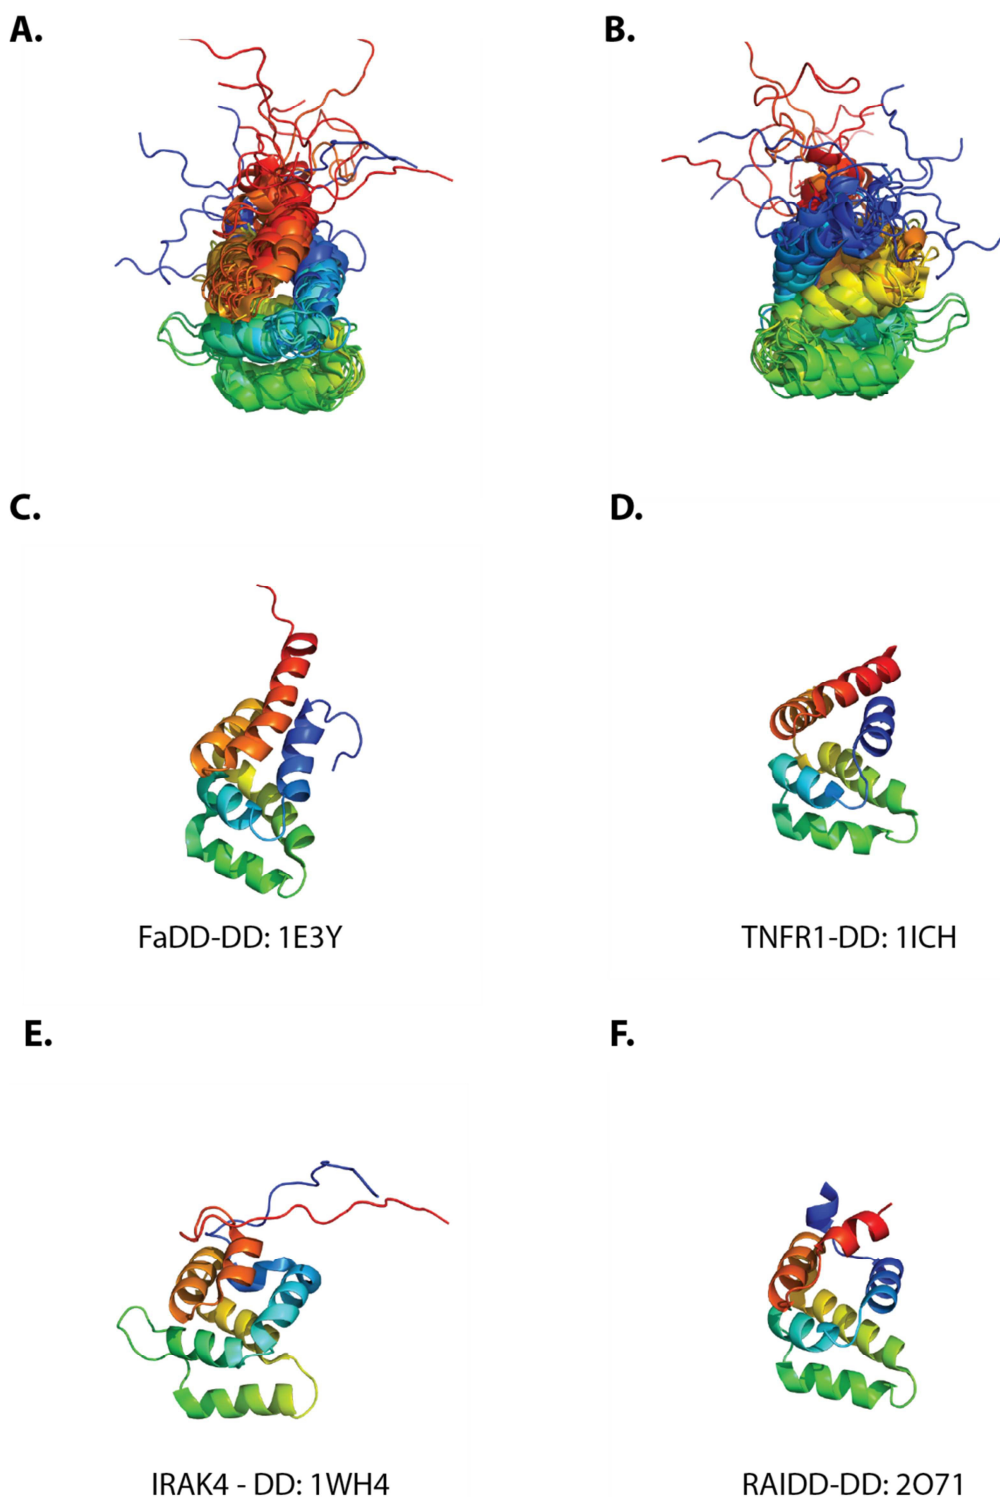 A.
B.
C.
D.
FaDD-DD: 1E3Y
TNFR1-DD: 1ICH
E.
F.
IRAK4 - DD: 1WH4
RAIDD-DD: 2O71